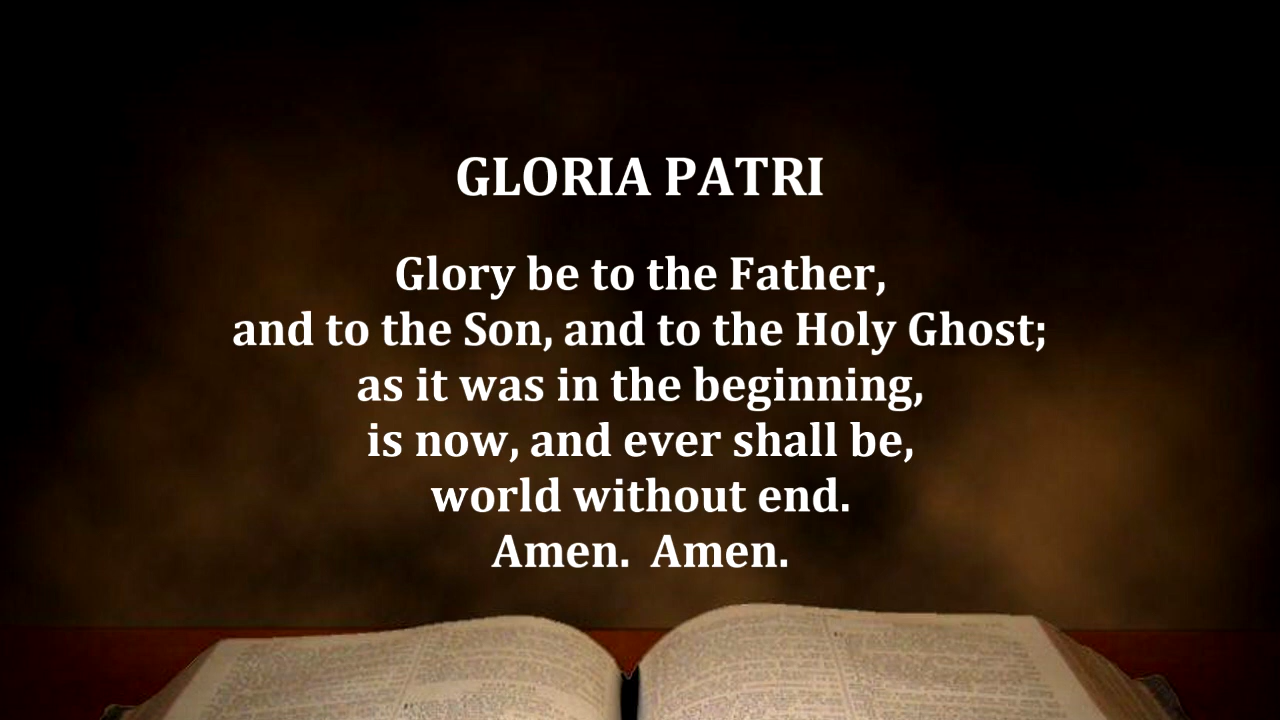 GLORIA PATRI
Glory be to the Father,
and to the Son, and to the Holy Ghost;
as it was in the beginning,
is now, and ever shall be,
world without end.
Amen.  Amen.